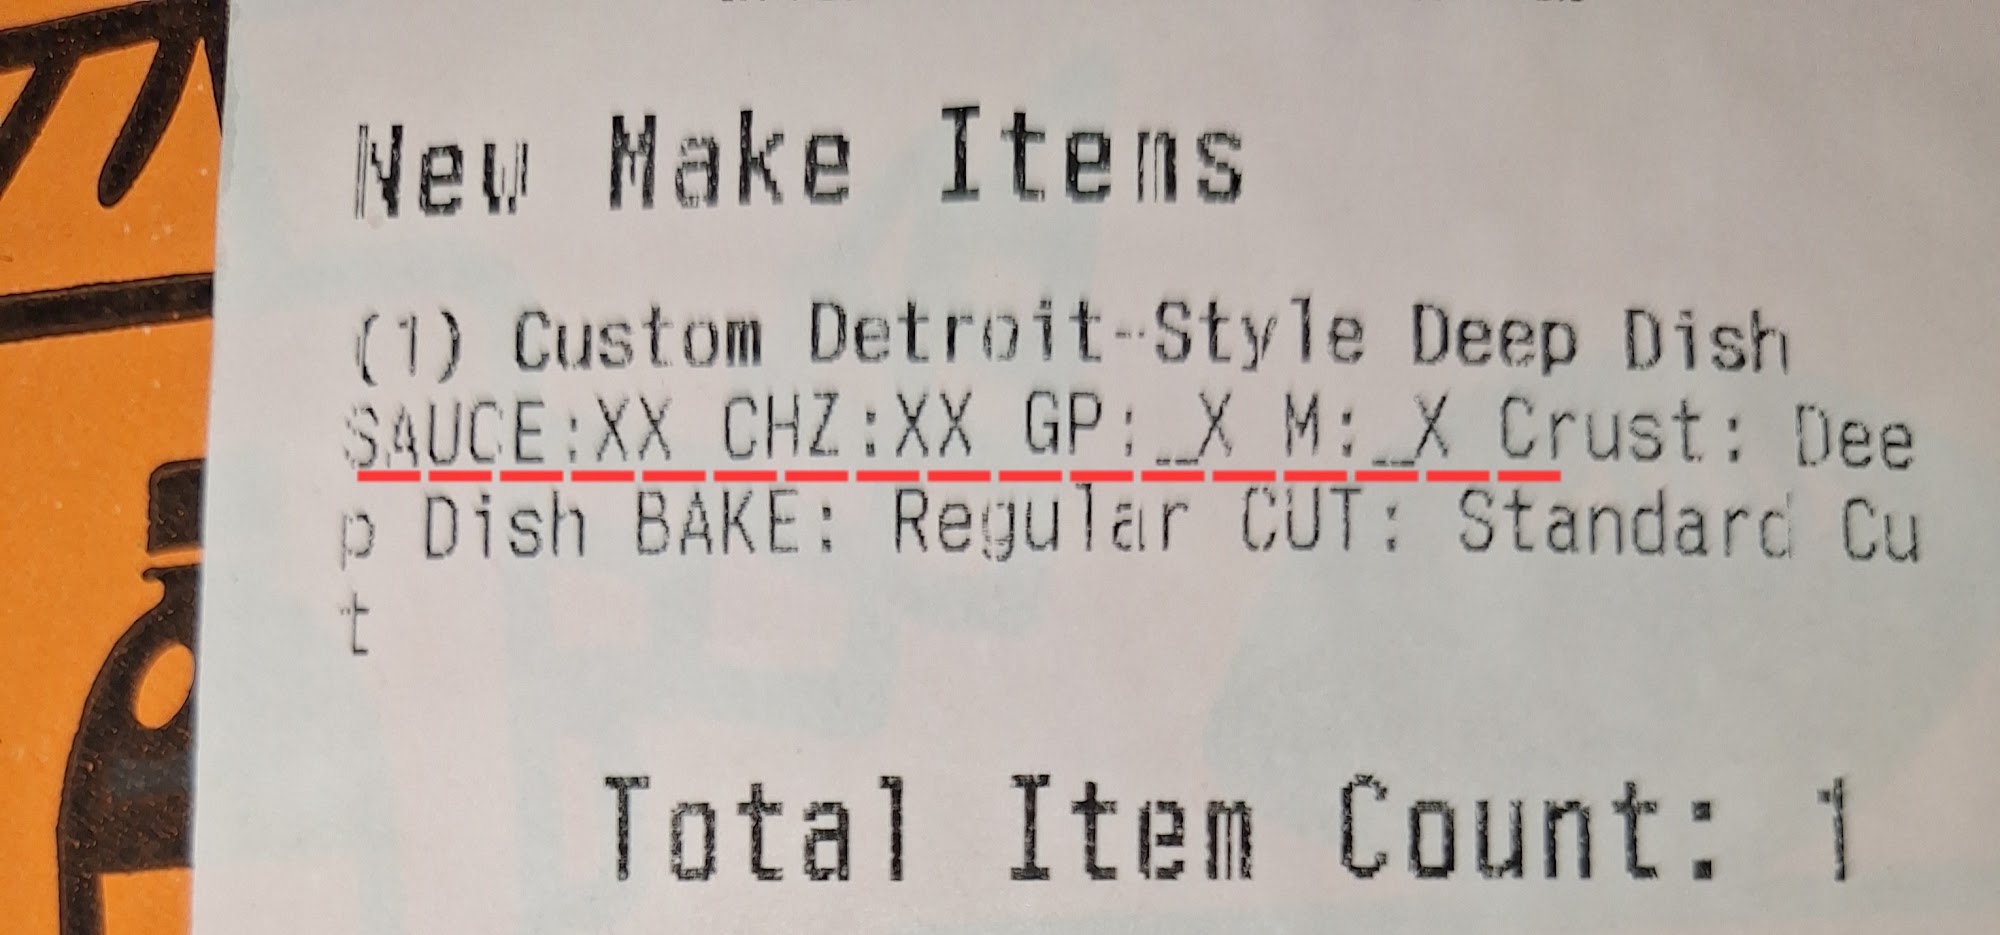 New Make Items
(1) Custom Detroit-Style Deep Dish
SAUCE:XX CHZ:XX GP:_X M:_X Crust: Dee
p Dish BAKE: Regular CUT: Standard Cu
t
Total Item Count: 1